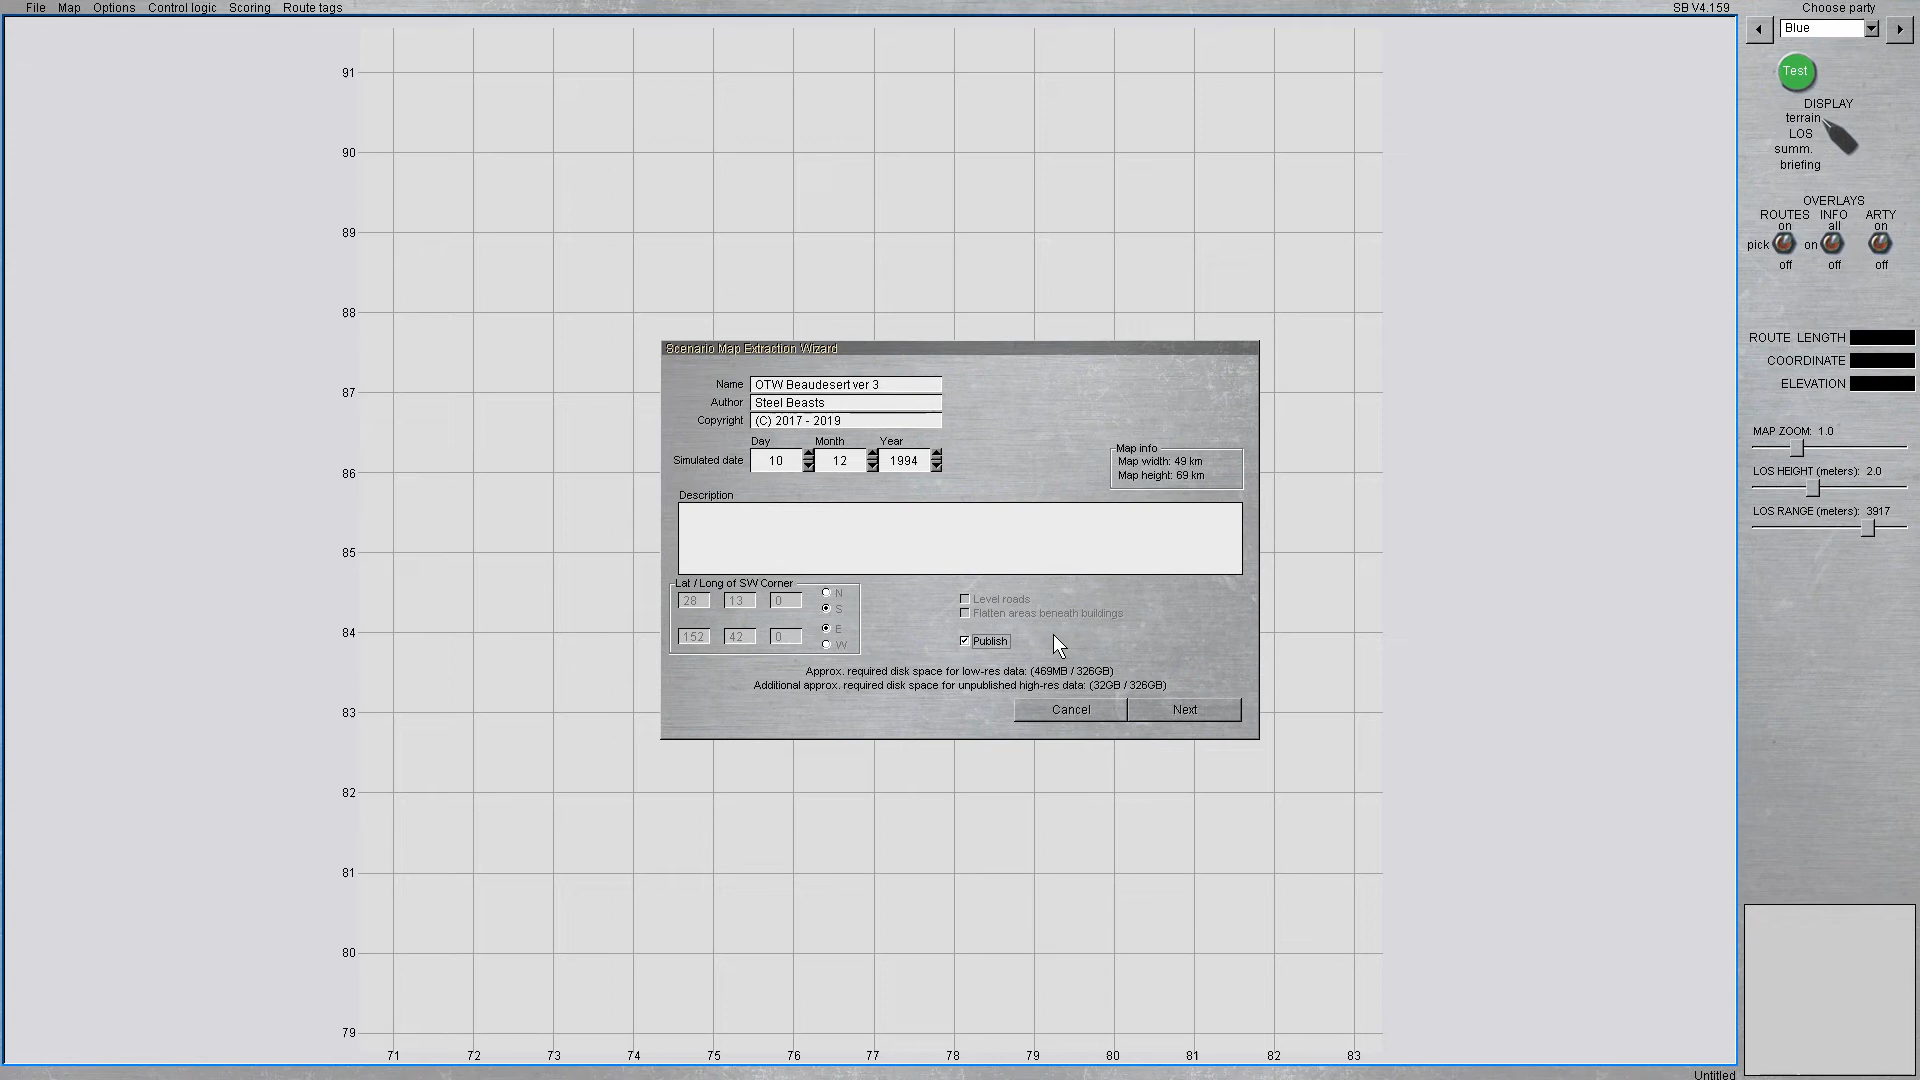 File Map Options Control logic Scoring Route tags SB V4.159 Choose party
Blue
Test
DISPLAY
terrain
LOS
summ.
briefing
OVERLAYS
ROUTES INFO ARTY
on all on
pick on
off off off
ROUTE LENGTH
COORDINATE
ELEVATION
MAP ZOOM: 1.0
LOS HEIGHT (meters): 2.0
LOS RANGE (meters): 3917
91
90
89
88
87
86
85
84
83
82
81
80
79
71 72 73 74 75 76 77 78 79 80 81 82 83
Scenario Map Extraction Wizard
Name OTW Beaudesert ver 3
Author Steel Beasts
Copyright (C) 2017 - 2019
Day Month Year
Simulated date 10 12 1994
Map info
Map width: 49 km
Map height: 69 km
Description
Lat / Long of SW Corner
28 13 0 N
S
152 42 0 E
W
Level roads
Flatten areas beneath buildings
Publish
Approx. required disk space for low-res data: (469MB / 326GB)
Additional approx. required disk space for unpublished high-res data: (32GB / 326GB)
Cancel Next
Untitled